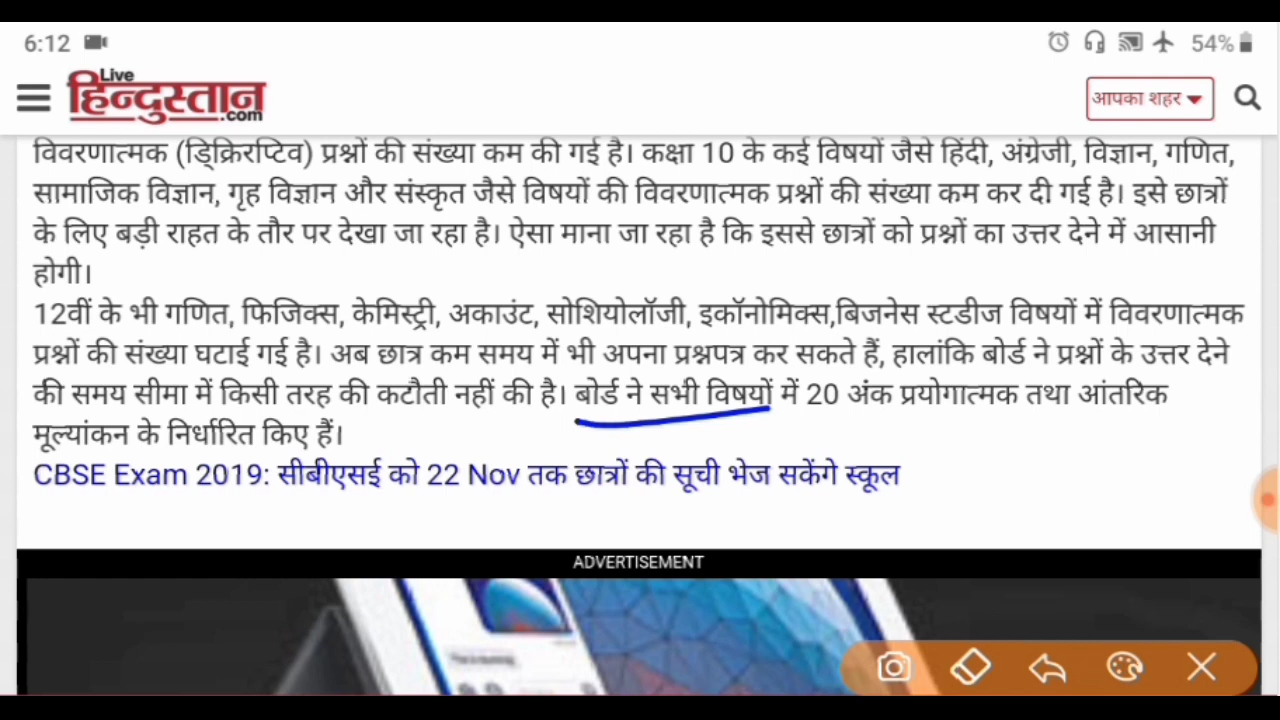 6:12
54%
Live
हिन्दुस्तान
.com
आपका शहर
विवरणात्मक (ड्क्रिरिप्टिव) प्रश्नों की संख्या कम की गई है। कक्षा 10 के कई विषयों जैसे हिंदी, अंग्रेजी, विज्ञान, गणित,
सामाजिक विज्ञान, गृह विज्ञान और संस्कृत जैसे विषयों की विवरणात्मक प्रश्नों की संख्या कम कर दी गई है। इसे छात्रों
के लिए बड़ी राहत के तौर पर देखा जा रहा है। ऐसा माना जा रहा है कि इससे छात्रों को प्रश्नों का उत्तर देने में आसानी
होगी।
12वीं के भी गणित, फिजिक्स, केमिस्ट्री, अकाउंट, सोशियोलॉजी, इकॉनोमिक्स,बिजनेस स्टडीज विषयों में विवरणात्मक
प्रश्नों की संख्या घटाई गई है। अब छात्र कम समय में भी अपना प्रश्नपत्र कर सकते हैं, हालांकि बोर्ड ने प्रश्नों के उत्तर देने
की समय सीमा में किसी तरह की कटौती नहीं की है। बोर्ड ने सभी विषयों में 20 अंक प्रयोगात्मक तथा आंतरिक
मूल्यांकन के निर्धारित किए हैं।
CBSE Exam 2019: सीबीएसई को 22 Nov तक छात्रों की सूची भेज सकेंगे स्कूल
ADVERTISEMENT